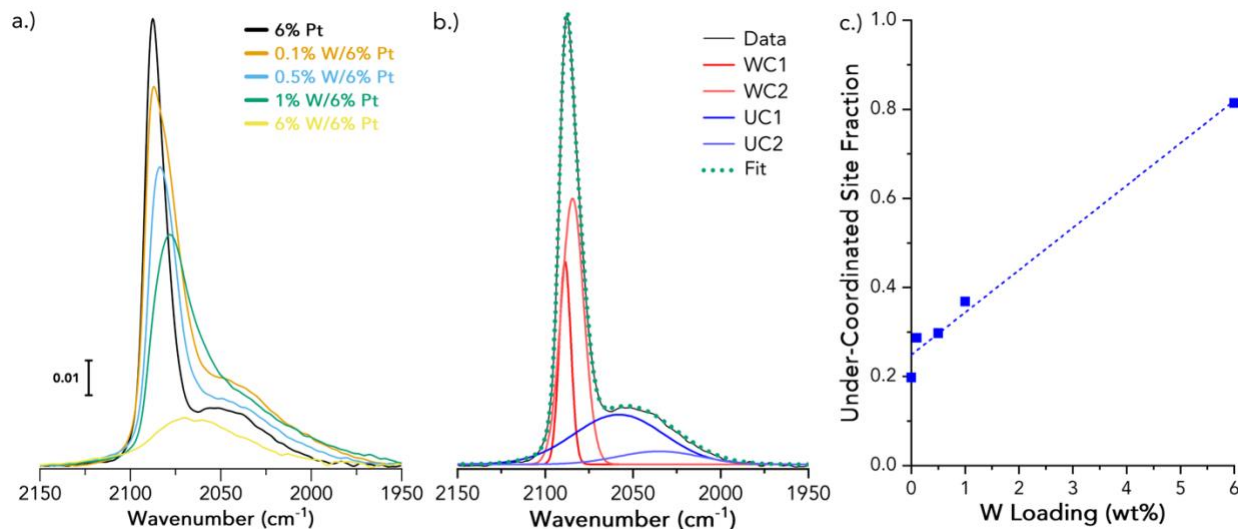 a.)
6% Pt
0.1% W/6% Pt
0.5% W/6% Pt
1% W/6% Pt
6% W/6% Pt
0.01
2150 2100 2050 2000 1950
Wavenumber (cm-1)
b.)
Data
WC1
WC2
UC1
UC2
Fit
2150 2100 2050 2000 1950
Wavenumber (cm-1)
c.)
1.0
0.8
0.6
0.4
0.2
0.0
Under-Coordinated Site Fraction
0 1 2 3 4 5 6
W Loading (wt%)